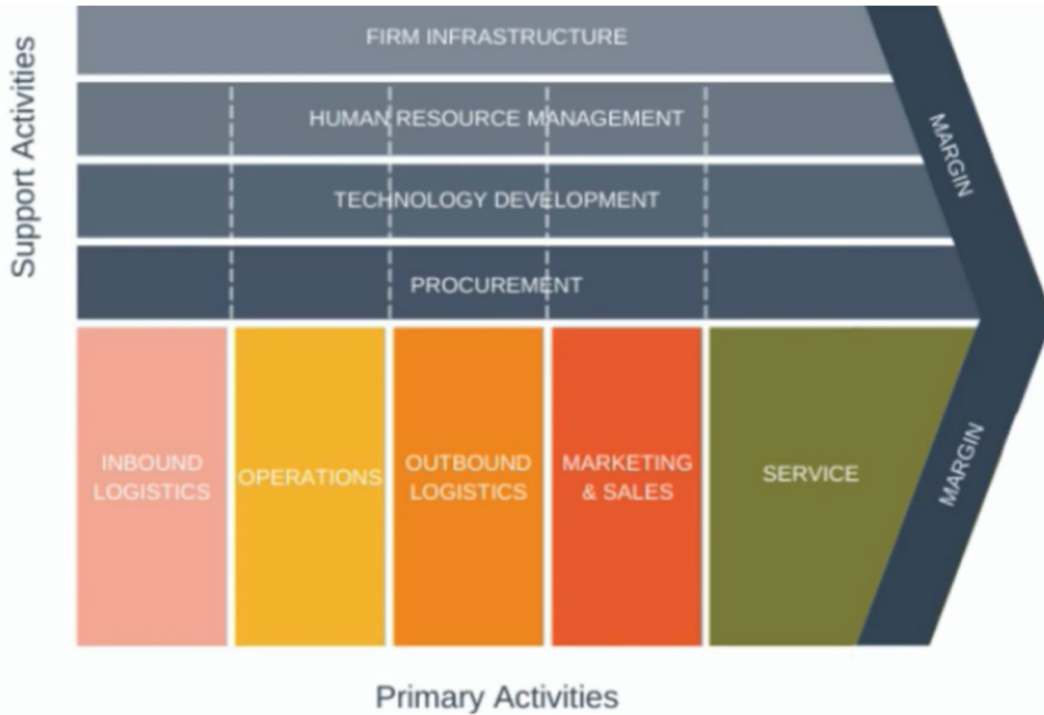 Support Activities
FIRM INFRASTRUCTURE
HUMAN RESOURCE MANAGEMENT
TECHNOLOGY DEVELOPMENT
PROCUREMENT
MARGIN
INBOUND
LOGISTICS
OPERATIONS
OUTBOUND
LOGISTICS
MARKETING
& SALES
SERVICE
MARGIN
Primary Activities